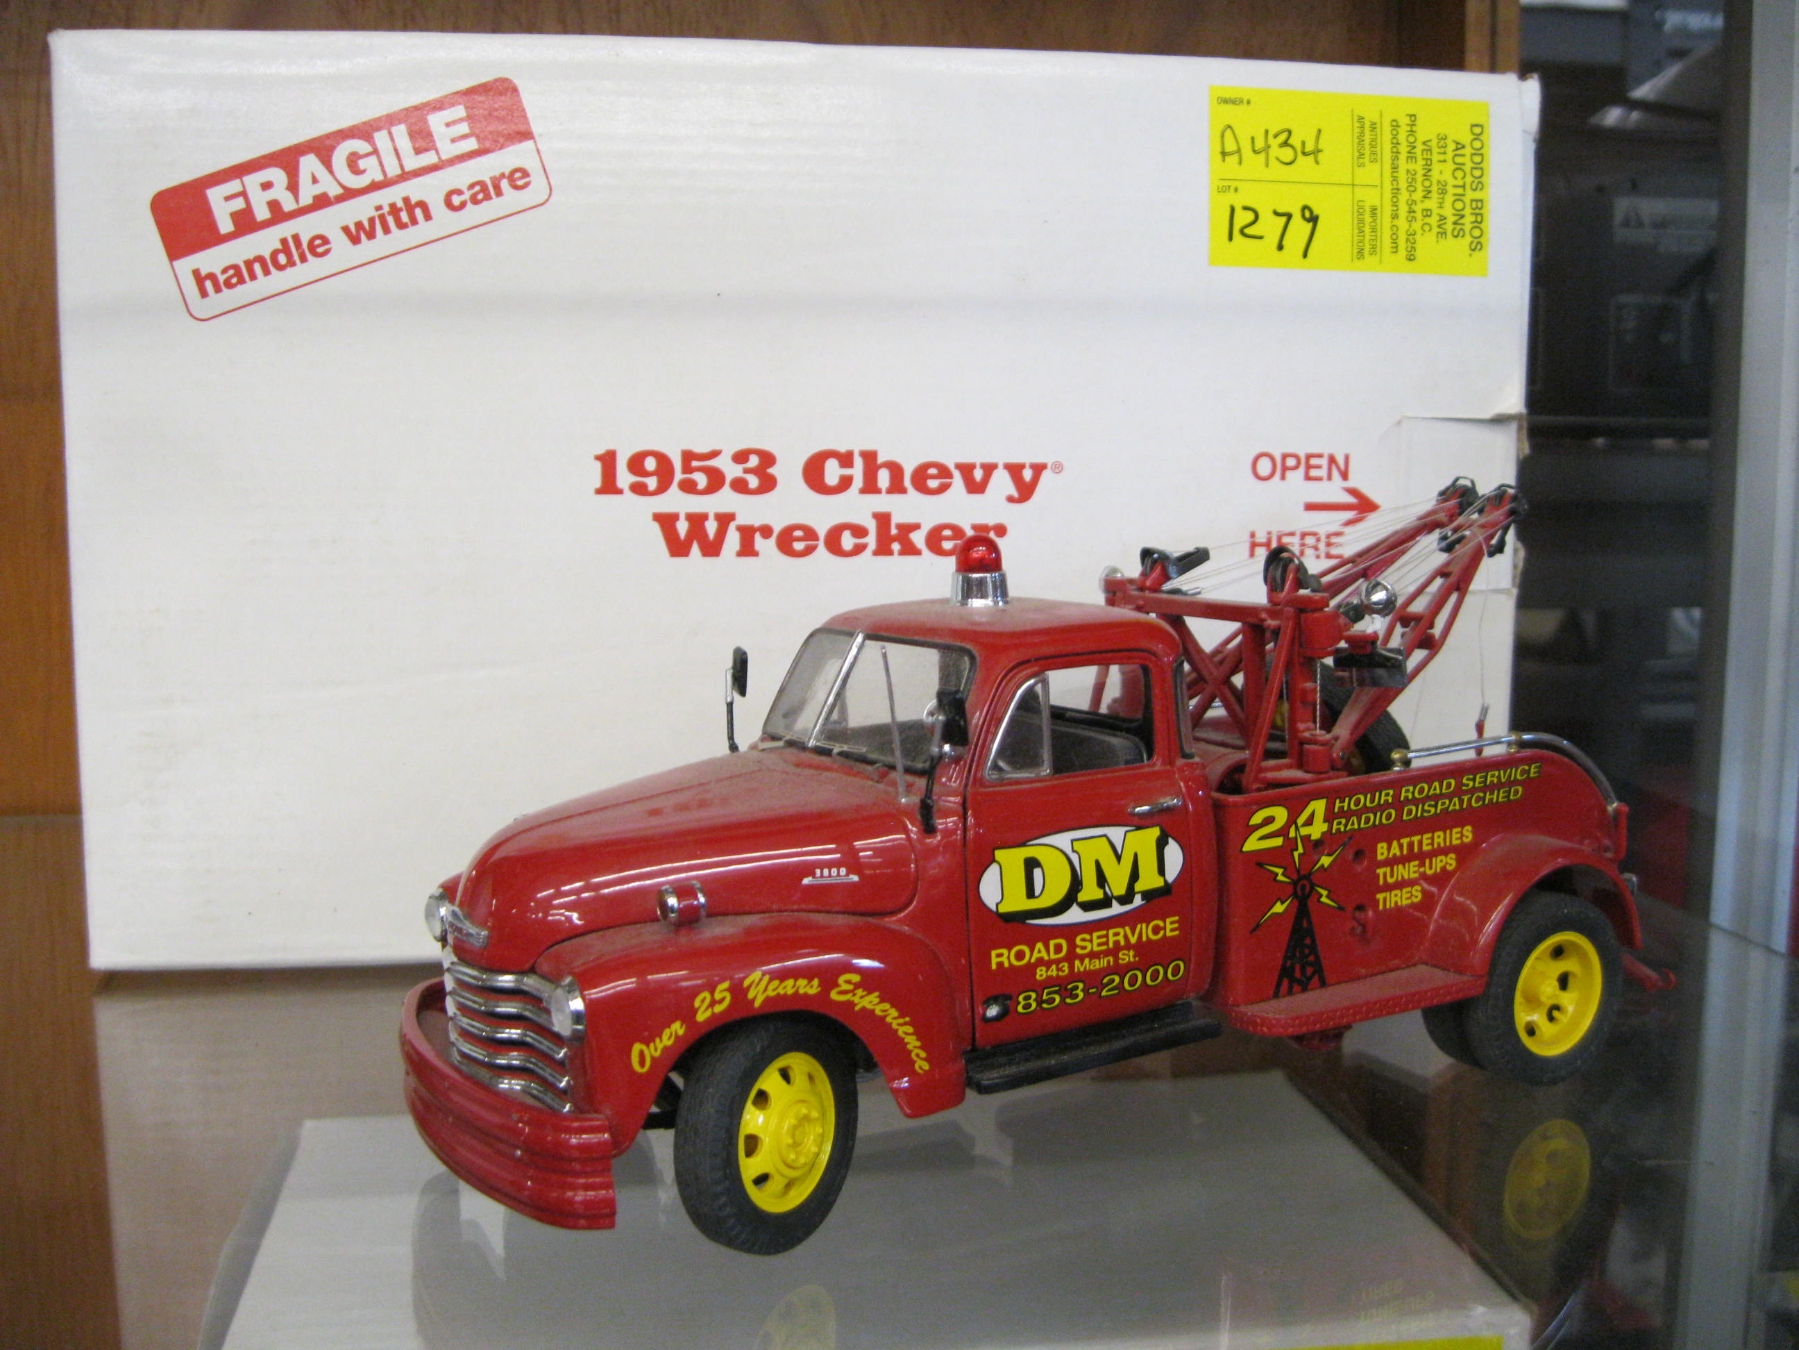 FRAGILE
handle with care
OWNER #
A434
LOT #
1279
ANTIQUES
APPRAISALS
IMPORTERS
LIQUIDATIONS
DODDS BROS.
AUCTIONS
3311 - 28TH AVE.
VERNON, B.C.
PHONE 250-545-3259
doddsauctions.com
1953 Chevy®
Wrecker
OPEN
HERE
3800
DM
ROAD SERVICE
843 Main St.
853-2000
Over 25 Years Experience
24 HOUR ROAD SERVICE
RADIO DISPATCHED
BATTERIES
TUNE-UPS
TIRES